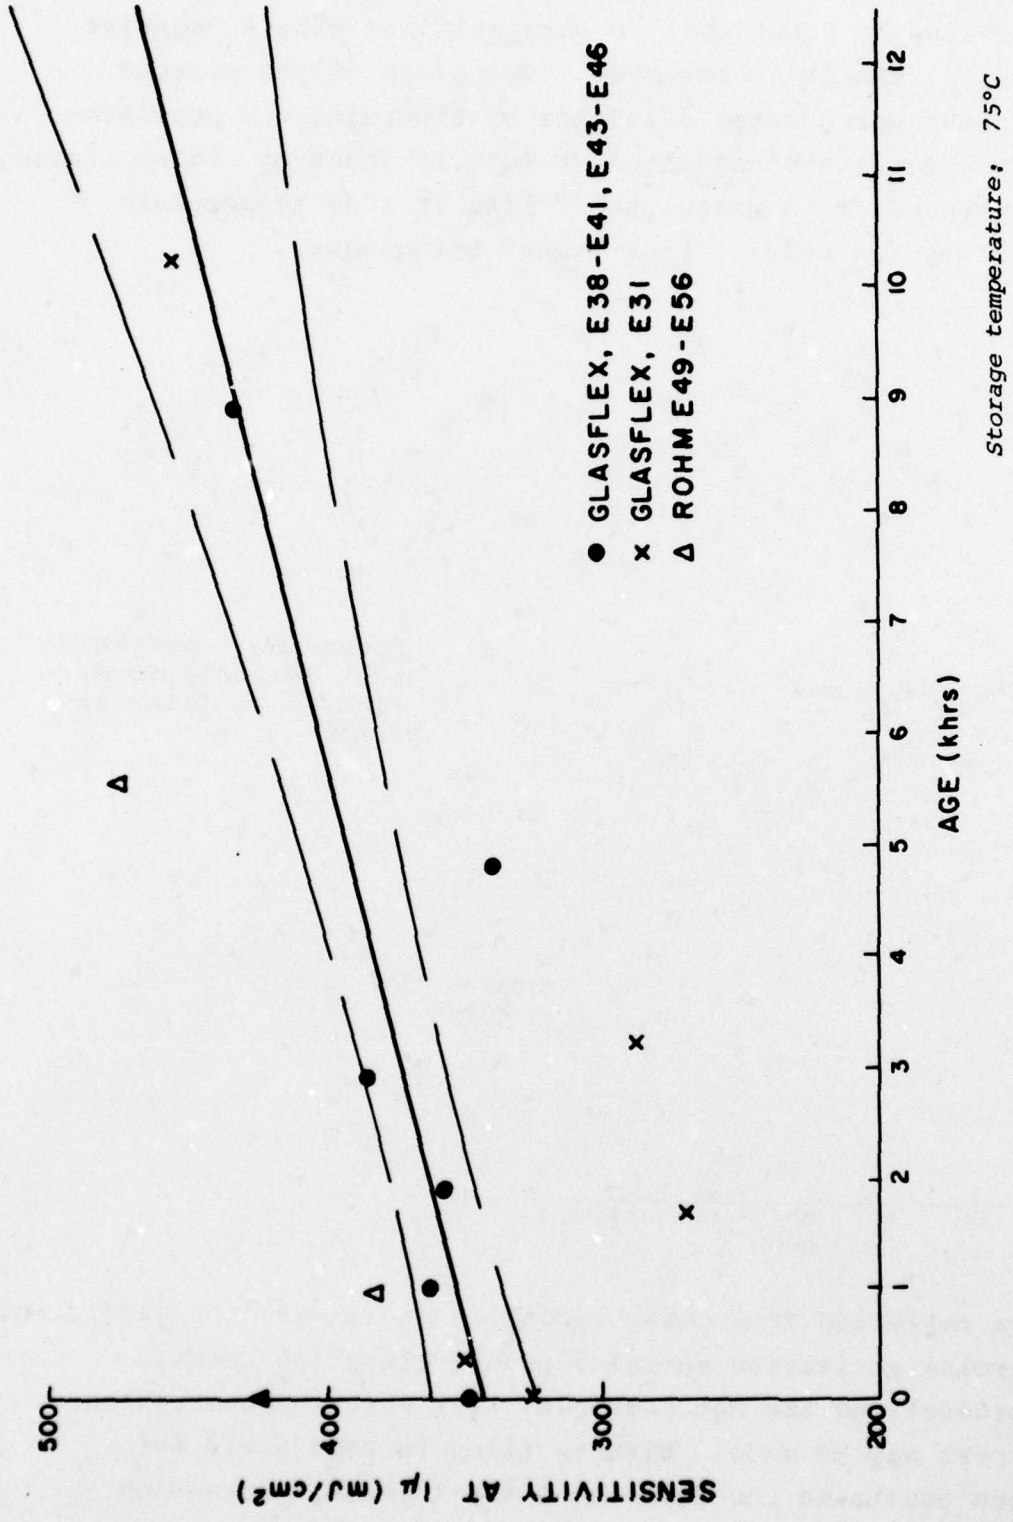 SENSITIVITY AT 1μ (mJ/cm²)
500
400
300
200
0 1 2 3 4 5 6 7 8 9 10 11 12
AGE (khrs)
● GLASFLEX, E38-E41, E43-E46
x GLASFLEX, E31
Δ ROHM E49-E56
Storage temperature: 75°C